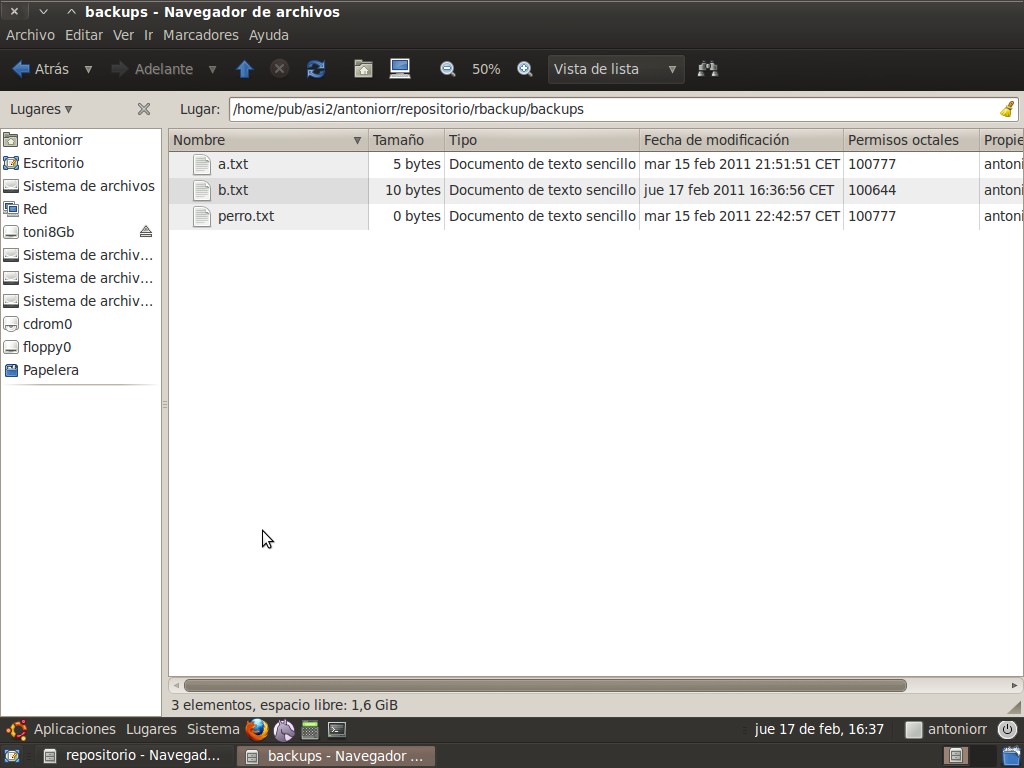 backups - Navegador de archivos
Archivo Editar Ver Ir Marcadores Ayuda
Atrás Adelante 50% Vista de lista
Lugares Lugar: /home/pub/asi2/antoniorr/repositorio/rbackup/backups
Nombre Tamaño Tipo Fecha de modificación Permisos octales Propie
a.txt 5 bytes Documento de texto sencillo mar 15 feb 2011 21:51:51 CET 100777 antoni
b.txt 10 bytes Documento de texto sencillo jue 17 feb 2011 16:36:56 CET 100644 antoni
perro.txt 0 bytes Documento de texto sencillo mar 15 feb 2011 22:42:57 CET 100777 antoni
antoniorr
Escritorio
Sistema de archivos
Red
toni8Gb
Sistema de archiv...
Sistema de archiv...
Sistema de archiv...
cdrom0
floppy0
Papelera
3 elementos, espacio libre: 1,6 GiB
Aplicaciones Lugares Sistema jue 17 de feb, 16:37 antoniorr
repositorio - Navegad... backups - Navegador ...